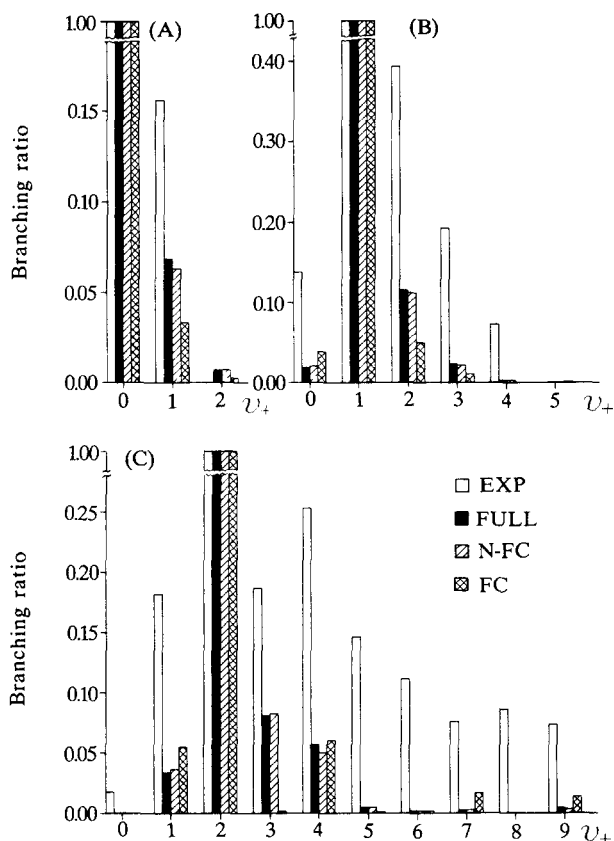 1.00 (A) 1.00 (B)
0.15 0.40
0.30
0.10
0.20
0.05 0.10
0.00 0.00
0 1 2 υ+ 0 1 2 3 4 5 υ+
Branching ratio
(C)
1.00
0.25
0.20
0.15
0.10
0.05
0.00
EXP
FULL
N-FC
FC
0 1 2 3 4 5 6 7 8 9 υ+
Branching ratio